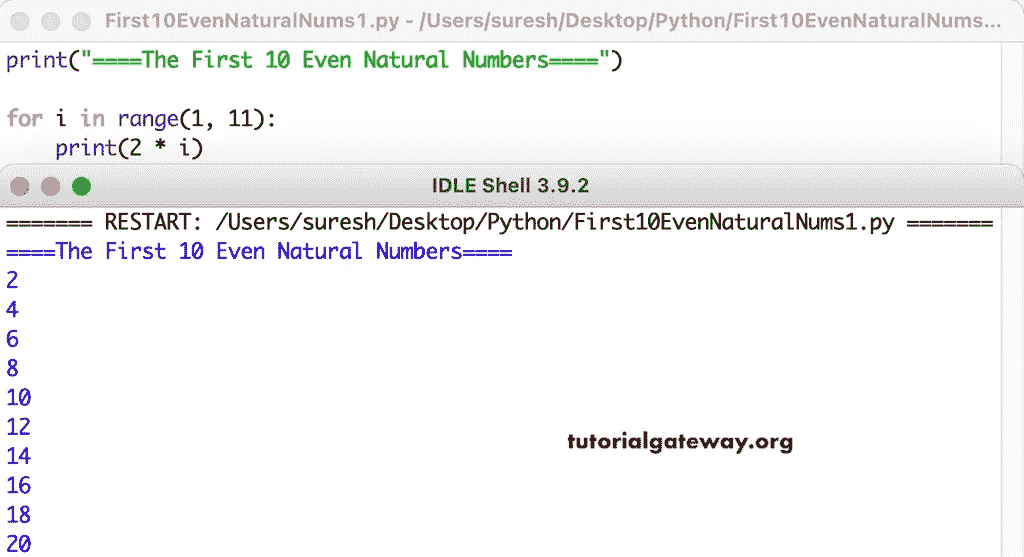 First10EvenNaturalNums1.py - /Users/suresh/Desktop/Python/First10EvenNaturalNums...
print("====The First 10 Even Natural Numbers====")
for i in range(1, 11):
    print(2 * i)
IDLE Shell 3.9.2
======= RESTART: /Users/suresh/Desktop/Python/First10EvenNaturalNums1.py =======
====The First 10 Even Natural Numbers====
2
4
6
8
10
12
tutorialgateway.org
14
16
18
20